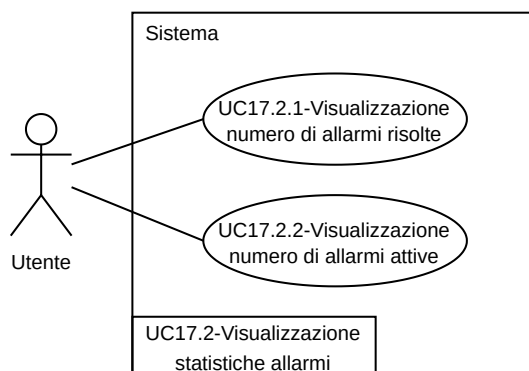 Sistema
UC17.2.1-Visualizzazione
numero di allarmi risolte
UC17.2.2-Visualizzazione
numero di allarmi attive
Utente
UC17.2-Visualizzazione
statistiche allarmi